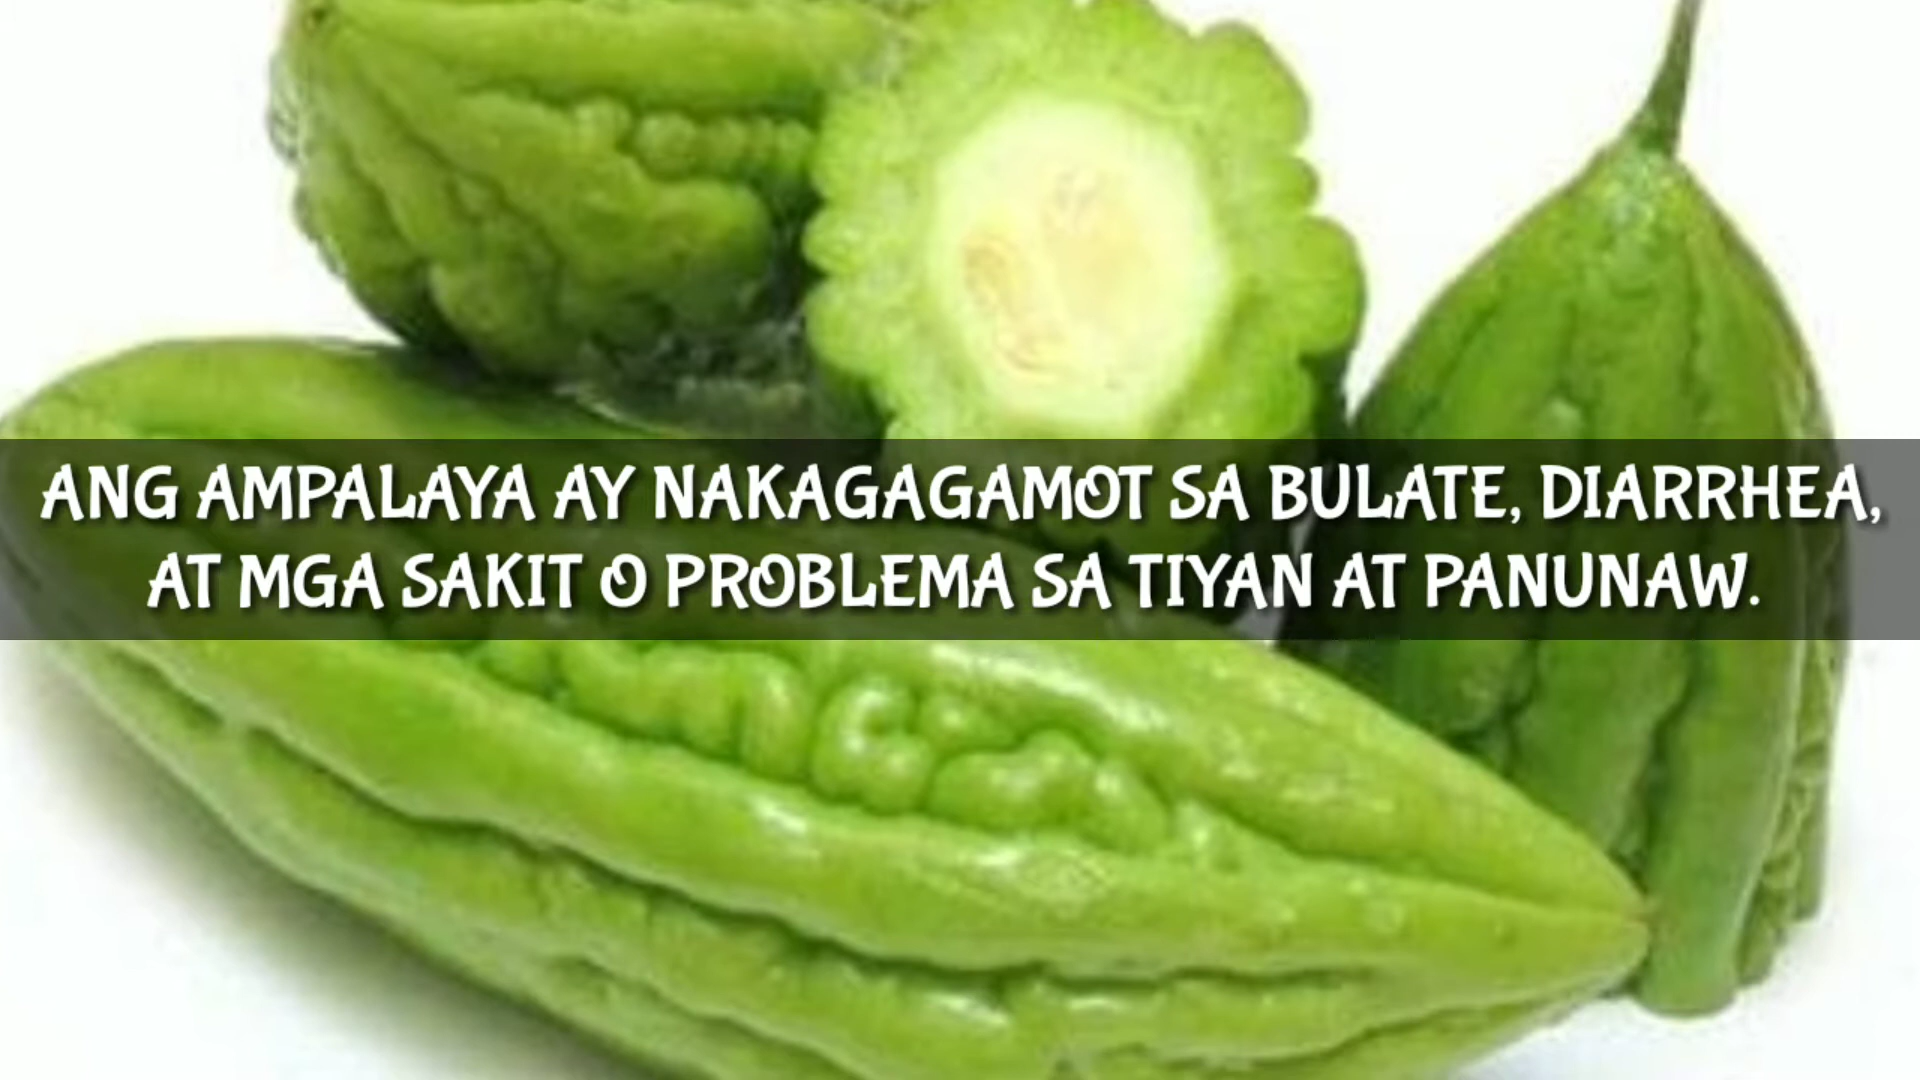 ANG AMPALAYA AY NAKAGAGAMOT SA BULATE, DIARRHEA,
AT MGA SAKIT O PROBLEMA SA TIYAN AT PANUNAW.